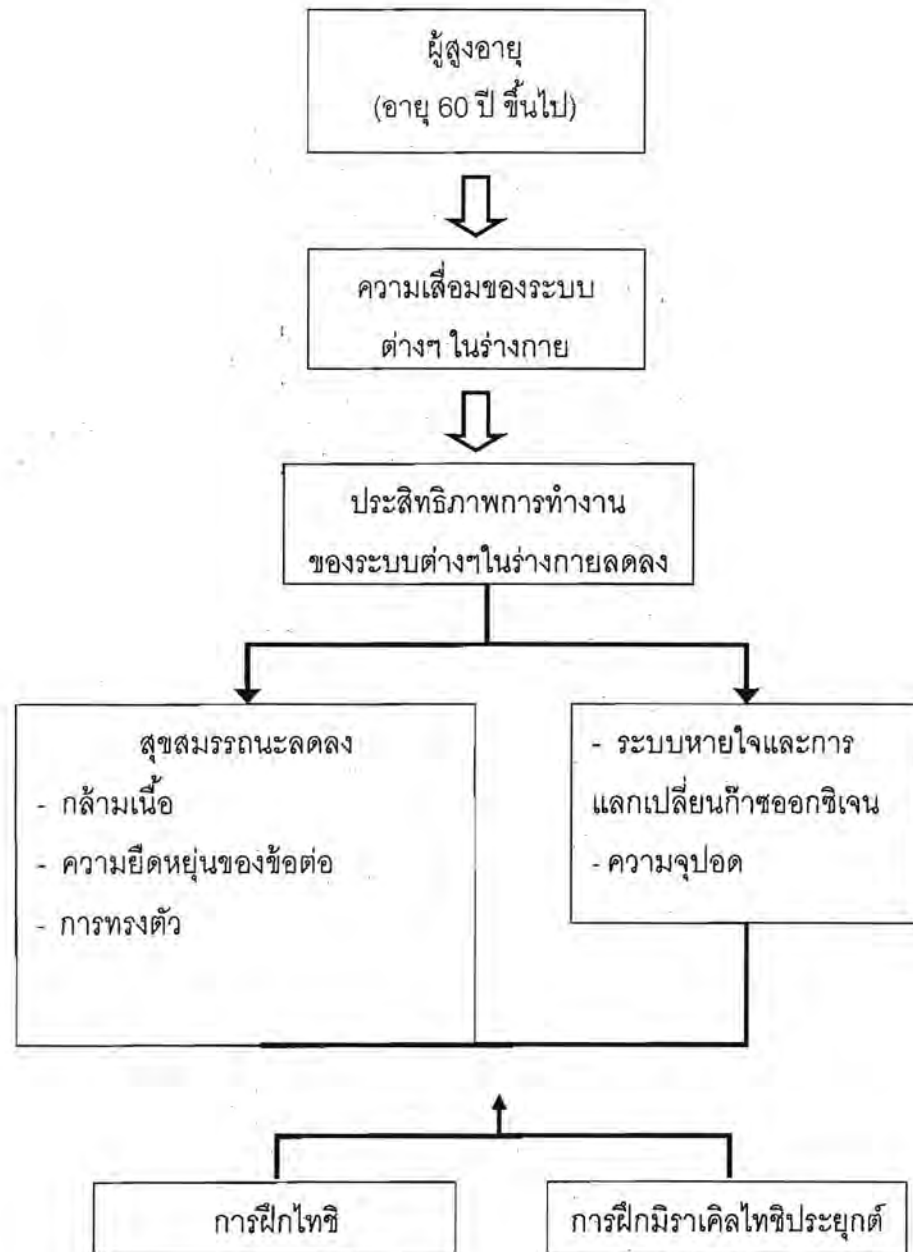 ผู้สูงอายุ
(อายุ 60 ปี ขึ้นไป)
ความเสื่อมของระบบ
ต่างๆ ในร่างกาย
ประสิทธิภาพการทำงาน
ของระบบต่างๆในร่างกายลดลง
สุขสมรรถนะลดลง
- กล้ามเนื้อ
- ความยืดหยุ่นของข้อต่อ
- การทรงตัว
- ระบบหายใจและการ
แลกเปลี่ยนก๊าซออกซิเจน
- ความจุปอด
การฝึกไทชิ
การฝึกมิราเคิลไทชิประยุกต์